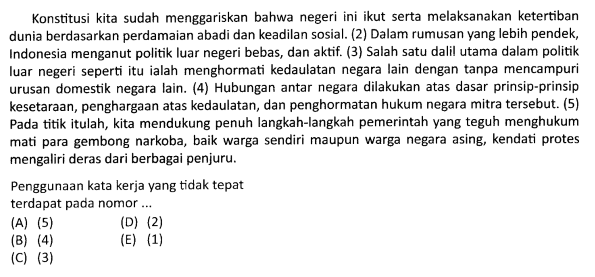 Konstitusi kita sudah menggariskan bahwa negeri ini ikut serta melaksanakan ketertiban
dunia berdasarkan perdamaian abadi dan keadilan sosial. (2) Dalam rumusan yang lebih pendek,
Indonesia menganut politik luar negeri bebas, dan aktif. (3) Salah satu dalil utama dalam politik
luar negeri seperti itu ialah menghormati kedaulatan negara lain dengan tanpa mencampuri
urusan domestik negara lain. (4) Hubungan antar negara dilakukan atas dasar prinsip-prinsip
kesetaraan, penghargaan atas kedaulatan, dan penghormatan hukum negara mitra tersebut. (5)
Pada titik itulah, kita mendukung penuh langkah-langkah pemerintah yang teguh menghukum
mati para gembong narkoba, baik warga sendiri maupun warga negara asing, kendati protes
mengaliri deras dari berbagai penjuru.
Penggunaan kata kerja yang tidak tepat
terdapat pada nomor ...
(A) (5) (D) (2)
(B) (4) (E) (1)
(C) (3)